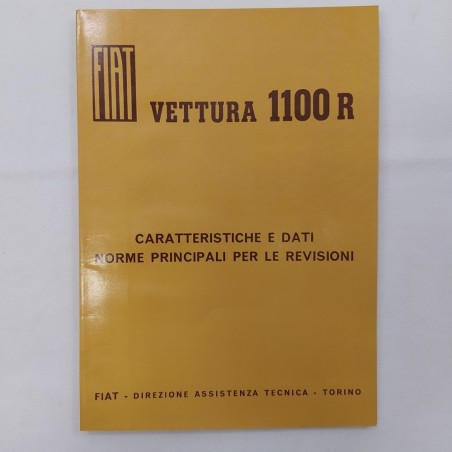 FIAT
VETTURA 1100 R
CARATTERISTICHE E DATI
NORME PRINCIPALI PER LE REVISIONI
FIAT - DIREZIONE ASSISTENZA TECNICA - TORINO